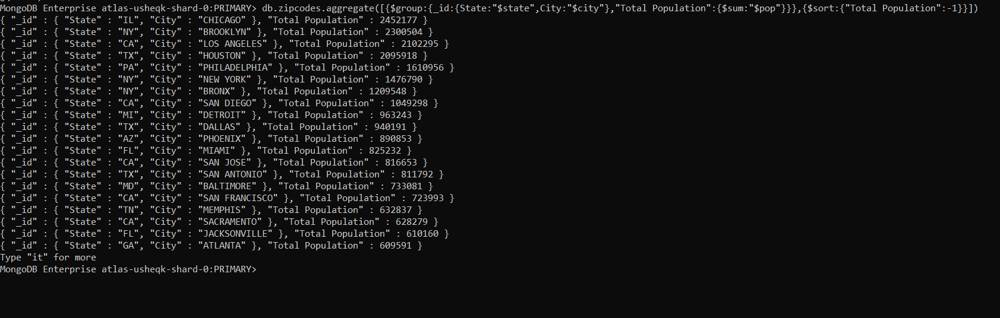 MongoDB Enterprise atlas-usheqk-shard-0:PRIMARY> db.zipcodes.aggregate([{$group:{_id:{State:"$state",City:"$city"},"Total Population":{$sum:"$pop"}}},{$sort:{"Total Population":-1}}])
{ "_id" : { "State" : "IL", "City" : "CHICAGO" }, "Total Population" : 2452177 }
{ "_id" : { "State" : "NY", "City" : "BROOKLYN" }, "Total Population" : 2300504 }
{ "_id" : { "State" : "CA", "City" : "LOS ANGELES" }, "Total Population" : 2102295 }
{ "_id" : { "State" : "TX", "City" : "HOUSTON" }, "Total Population" : 2095918 }
{ "_id" : { "State" : "PA", "City" : "PHILADELPHIA" }, "Total Population" : 1610956 }
{ "_id" : { "State" : "NY", "City" : "NEW YORK" }, "Total Population" : 1476790 }
{ "_id" : { "State" : "NY", "City" : "BRONX" }, "Total Population" : 1209548 }
{ "_id" : { "State" : "CA", "City" : "SAN DIEGO" }, "Total Population" : 1049298 }
{ "_id" : { "State" : "MI", "City" : "DETROIT" }, "Total Population" : 963243 }
{ "_id" : { "State" : "TX", "City" : "DALLAS" }, "Total Population" : 940191 }
{ "_id" : { "State" : "AZ", "City" : "PHOENIX" }, "Total Population" : 890853 }
{ "_id" : { "State" : "FL", "City" : "MIAMI" }, "Total Population" : 825232 }
{ "_id" : { "State" : "CA", "City" : "SAN JOSE" }, "Total Population" : 816653 }
{ "_id" : { "State" : "TX", "City" : "SAN ANTONIO" }, "Total Population" : 811792 }
{ "_id" : { "State" : "MD", "City" : "BALTIMORE" }, "Total Population" : 733081 }
{ "_id" : { "State" : "CA", "City" : "SAN FRANCISCO" }, "Total Population" : 723993 }
{ "_id" : { "State" : "TN", "City" : "MEMPHIS" }, "Total Population" : 632837 }
{ "_id" : { "State" : "CA", "City" : "SACRAMENTO" }, "Total Population" : 628279 }
{ "_id" : { "State" : "FL", "City" : "JACKSONVILLE" }, "Total Population" : 610160 }
{ "_id" : { "State" : "GA", "City" : "ATLANTA" }, "Total Population" : 609591 }
Type "it" for more
MongoDB Enterprise atlas-usheqk-shard-0:PRIMARY>